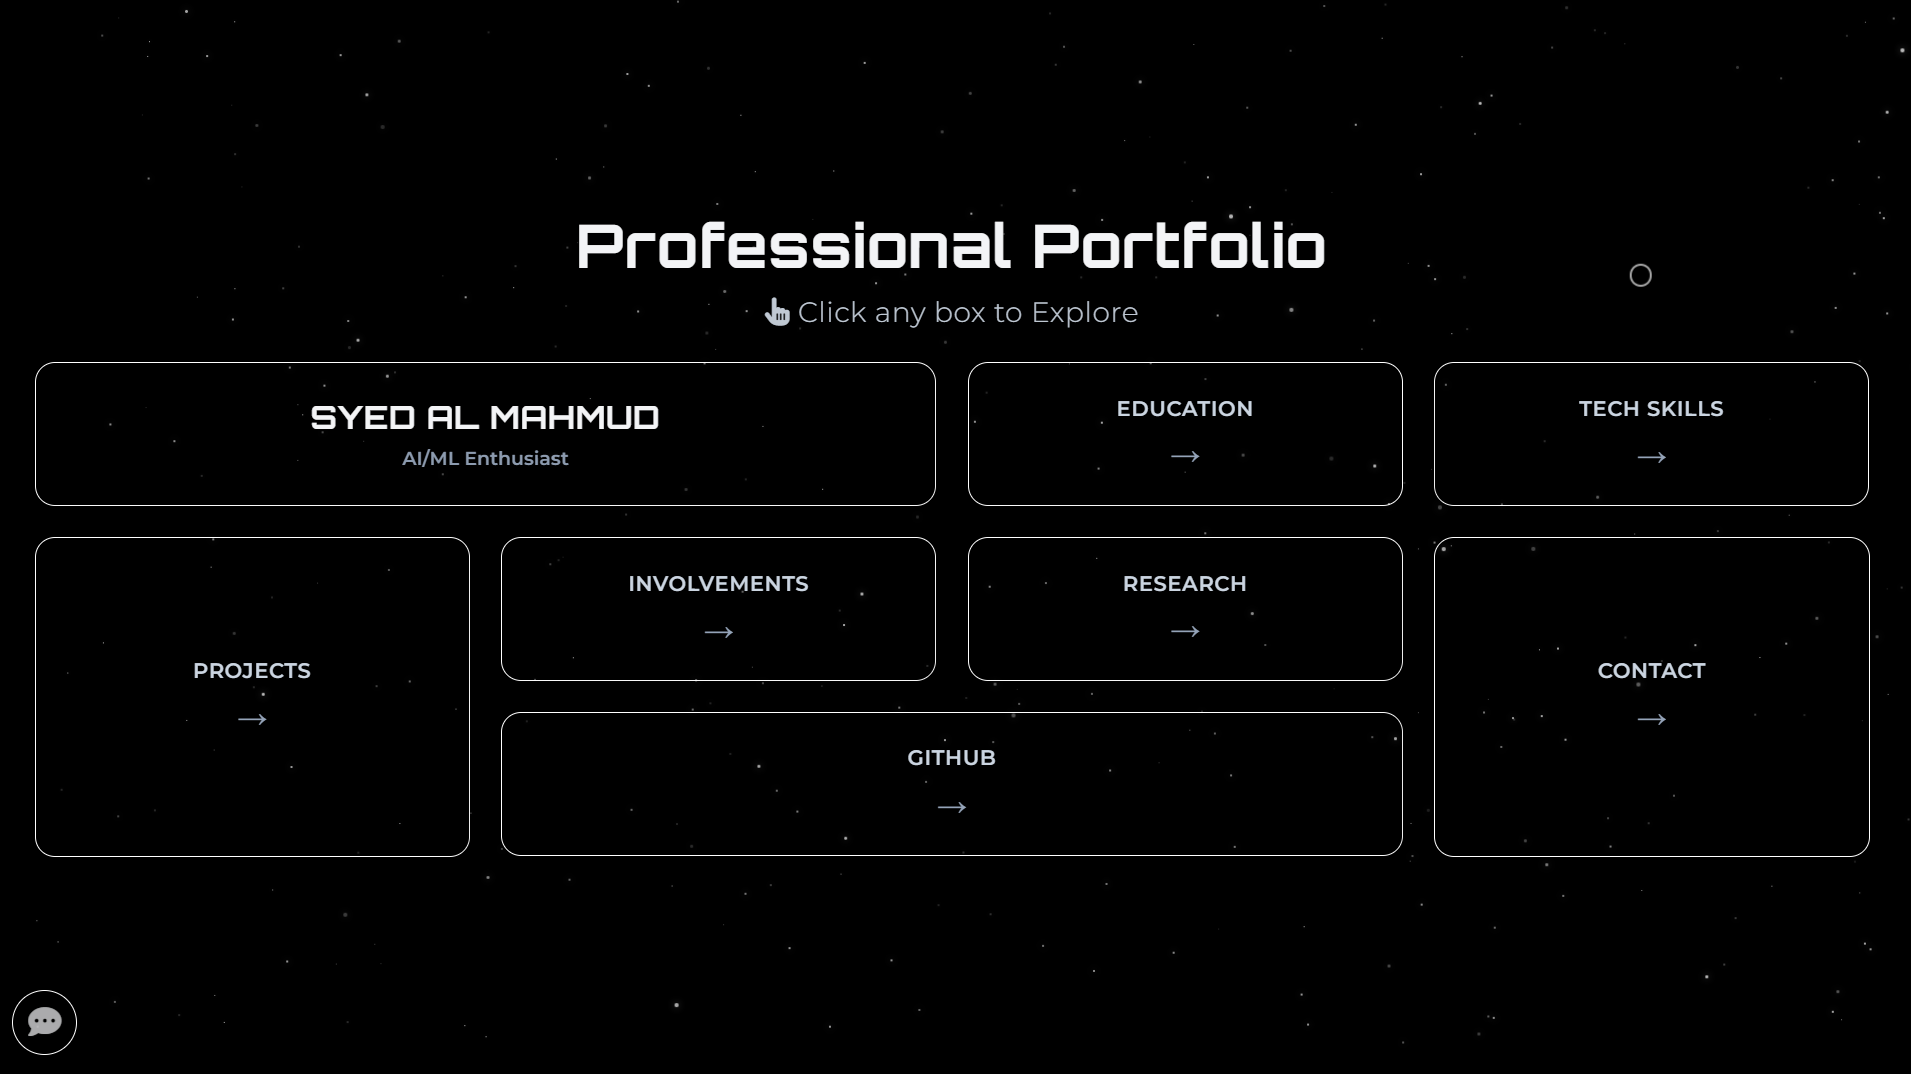 Professional Portfolio
Click any box to Explore
SYED AL MAHMUD
AI/ML Enthusiast
EDUCATION
→
TECH SKILLS
→
PROJECTS
→
INVOLVEMENTS
→
RESEARCH
→
CONTACT
→
GITHUB
→